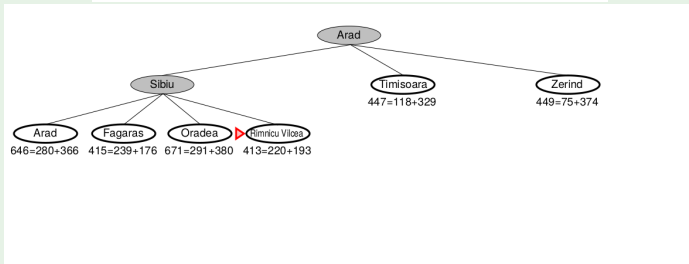 Arad
Sibiu
Timisoara
Zerind
447=118+329
449=75+374
Arad
Fagaras
Oradea
Rimnicu Vilcea
646=280+366
415=239+176
671=291+380
413=220+193